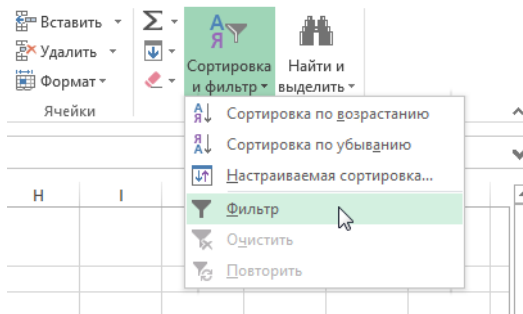 Вставить
Удалить
Формат
Ячейки
Σ
А
Я
Сортировка
и фильтр
Найти и
выделить
А
Я
Сортировка по возрастанию
Я
А
Сортировка по убыванию
Настраиваемая сортировка...
Фильтр
Очистить
Повторить
H I